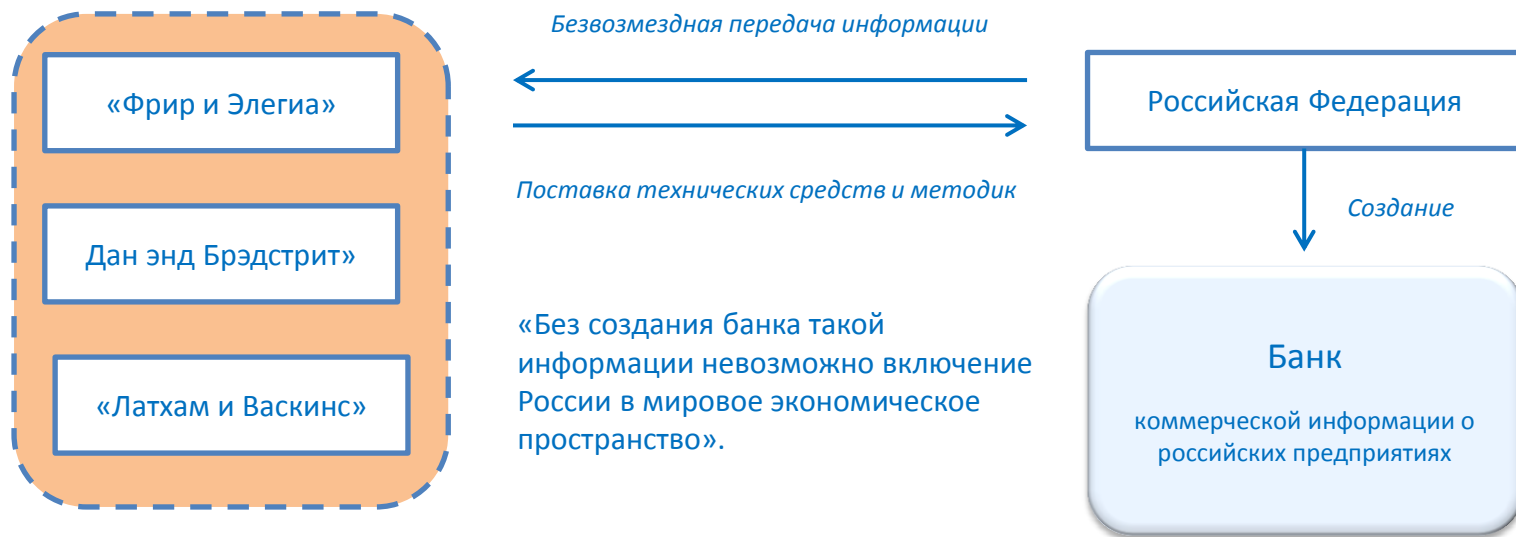 Безвозмездная передача информации
«Фрир и Элегиа»
Российская Федерация
Поставка технических средств и методик
Создание
Дан энд Брэдстрит»
«Без создания банка такой
информации невозможно включение
России в мировое экономическое
пространство».
«Латхам и Васкинс»
Банк
коммерческой информации о
российских предприятиях